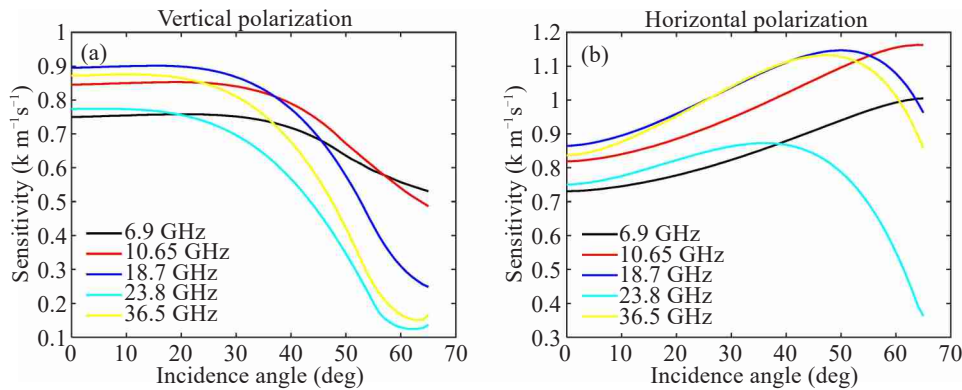 Vertical polarization
(a)
1
0.9
0.8
0.7
0.6
0.5
0.4
0.3
0.2
0.1
0
Sensitivity (k m⁻¹s⁻¹)
6.9 GHz
10.65 GHz
18.7 GHz
23.8 GHz
36.5 GHz
0 10 20 30 40 50 60 70
Incidence angle (deg)
Horizontal polarization
(b)
1.2
1.1
1
0.9
0.8
0.7
0.6
0.5
0.4
0.3
Sensitivity (k m⁻¹s⁻¹)
6.9 GHz
10.65 GHz
18.7 GHz
23.8 GHz
36.5 GHz
0 10 20 30 40 50 60 70
Incidence angle (deg)